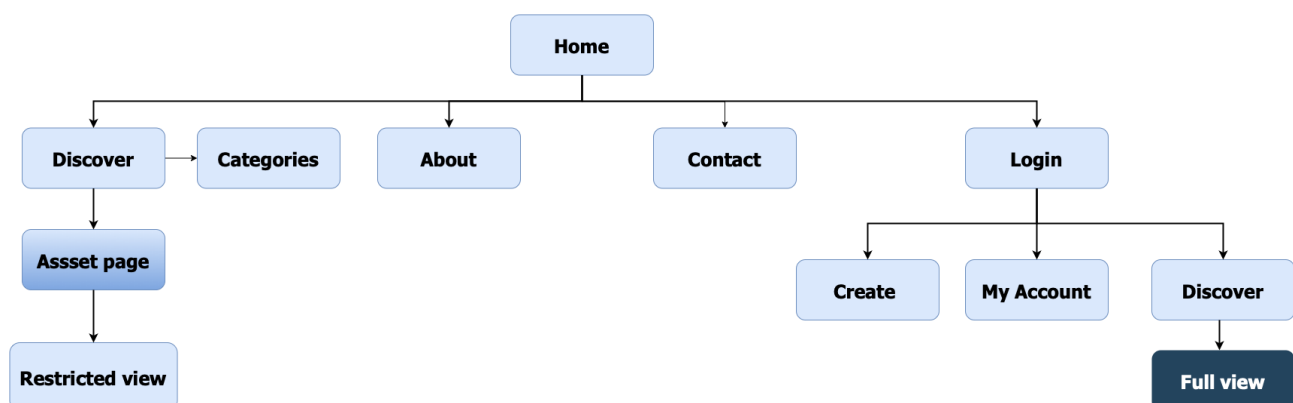 Home
Discover
Categories
About
Contact
Login
Assset page
Create
My Account
Discover
Restricted view
Full view